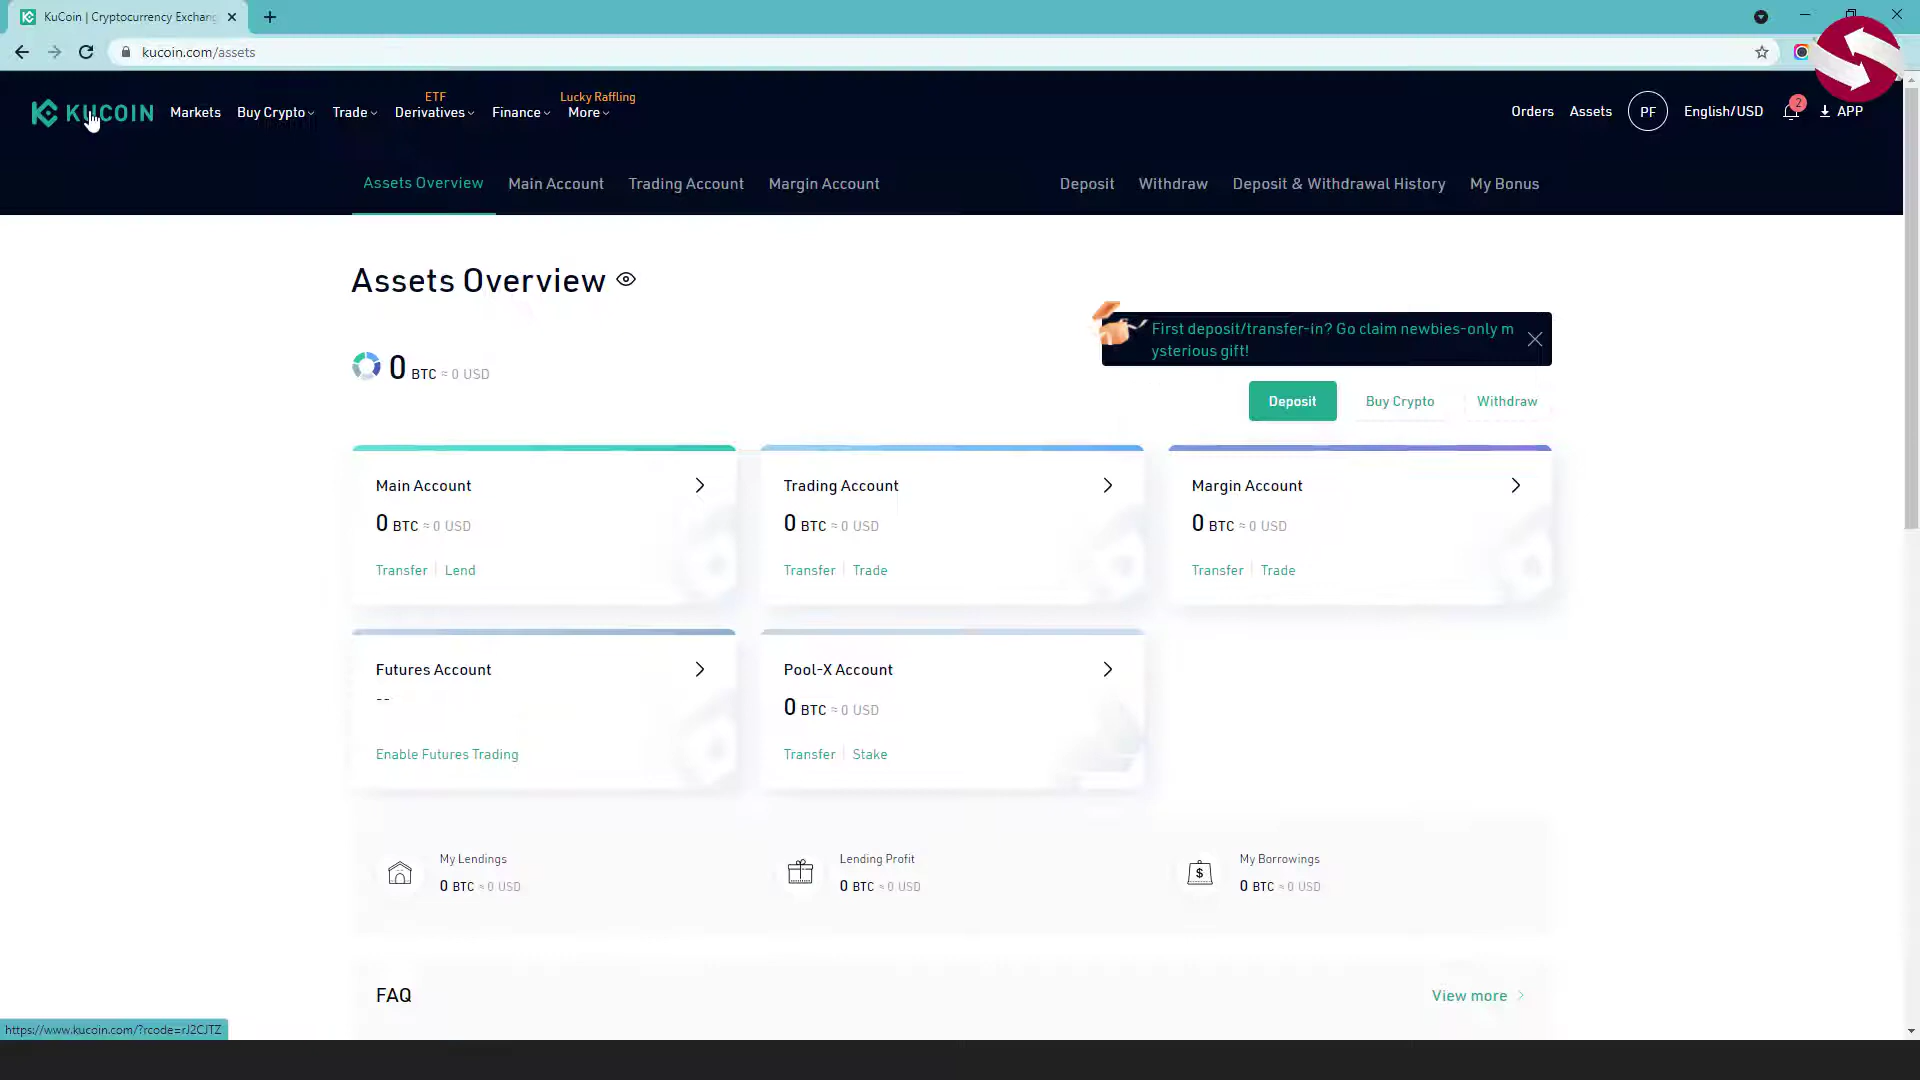 KuCoin | Cryptocurrency Exchang
kucoin.com/assets
ETF
Lucky Raffling
KUCOIN Markets Buy Crypto Trade Derivatives Finance More Orders Assets PF English/USD 2 APP
Assets Overview Main Account Trading Account Margin Account Deposit Withdraw Deposit & Withdrawal History My Bonus
Assets Overview
First deposit/transfer-in? Go claim newbies-only m
ysterious gift!
0 BTC ≈ 0 USD
Deposit Buy Crypto Withdraw
Main Account
0 BTC ≈ 0 USD
Transfer Lend
Trading Account
0 BTC ≈ 0 USD
Transfer Trade
Margin Account
0 BTC ≈ 0 USD
Transfer Trade
Futures Account
--
Enable Futures Trading
Pool-X Account
0 BTC ≈ 0 USD
Transfer Stake
My Lendings
0 BTC ≈ 0 USD
Lending Profit
0 BTC ≈ 0 USD
My Borrowings
0 BTC ≈ 0 USD
FAQ View more
https://www.kucoin.com/?rcode=rJ2CJTZ